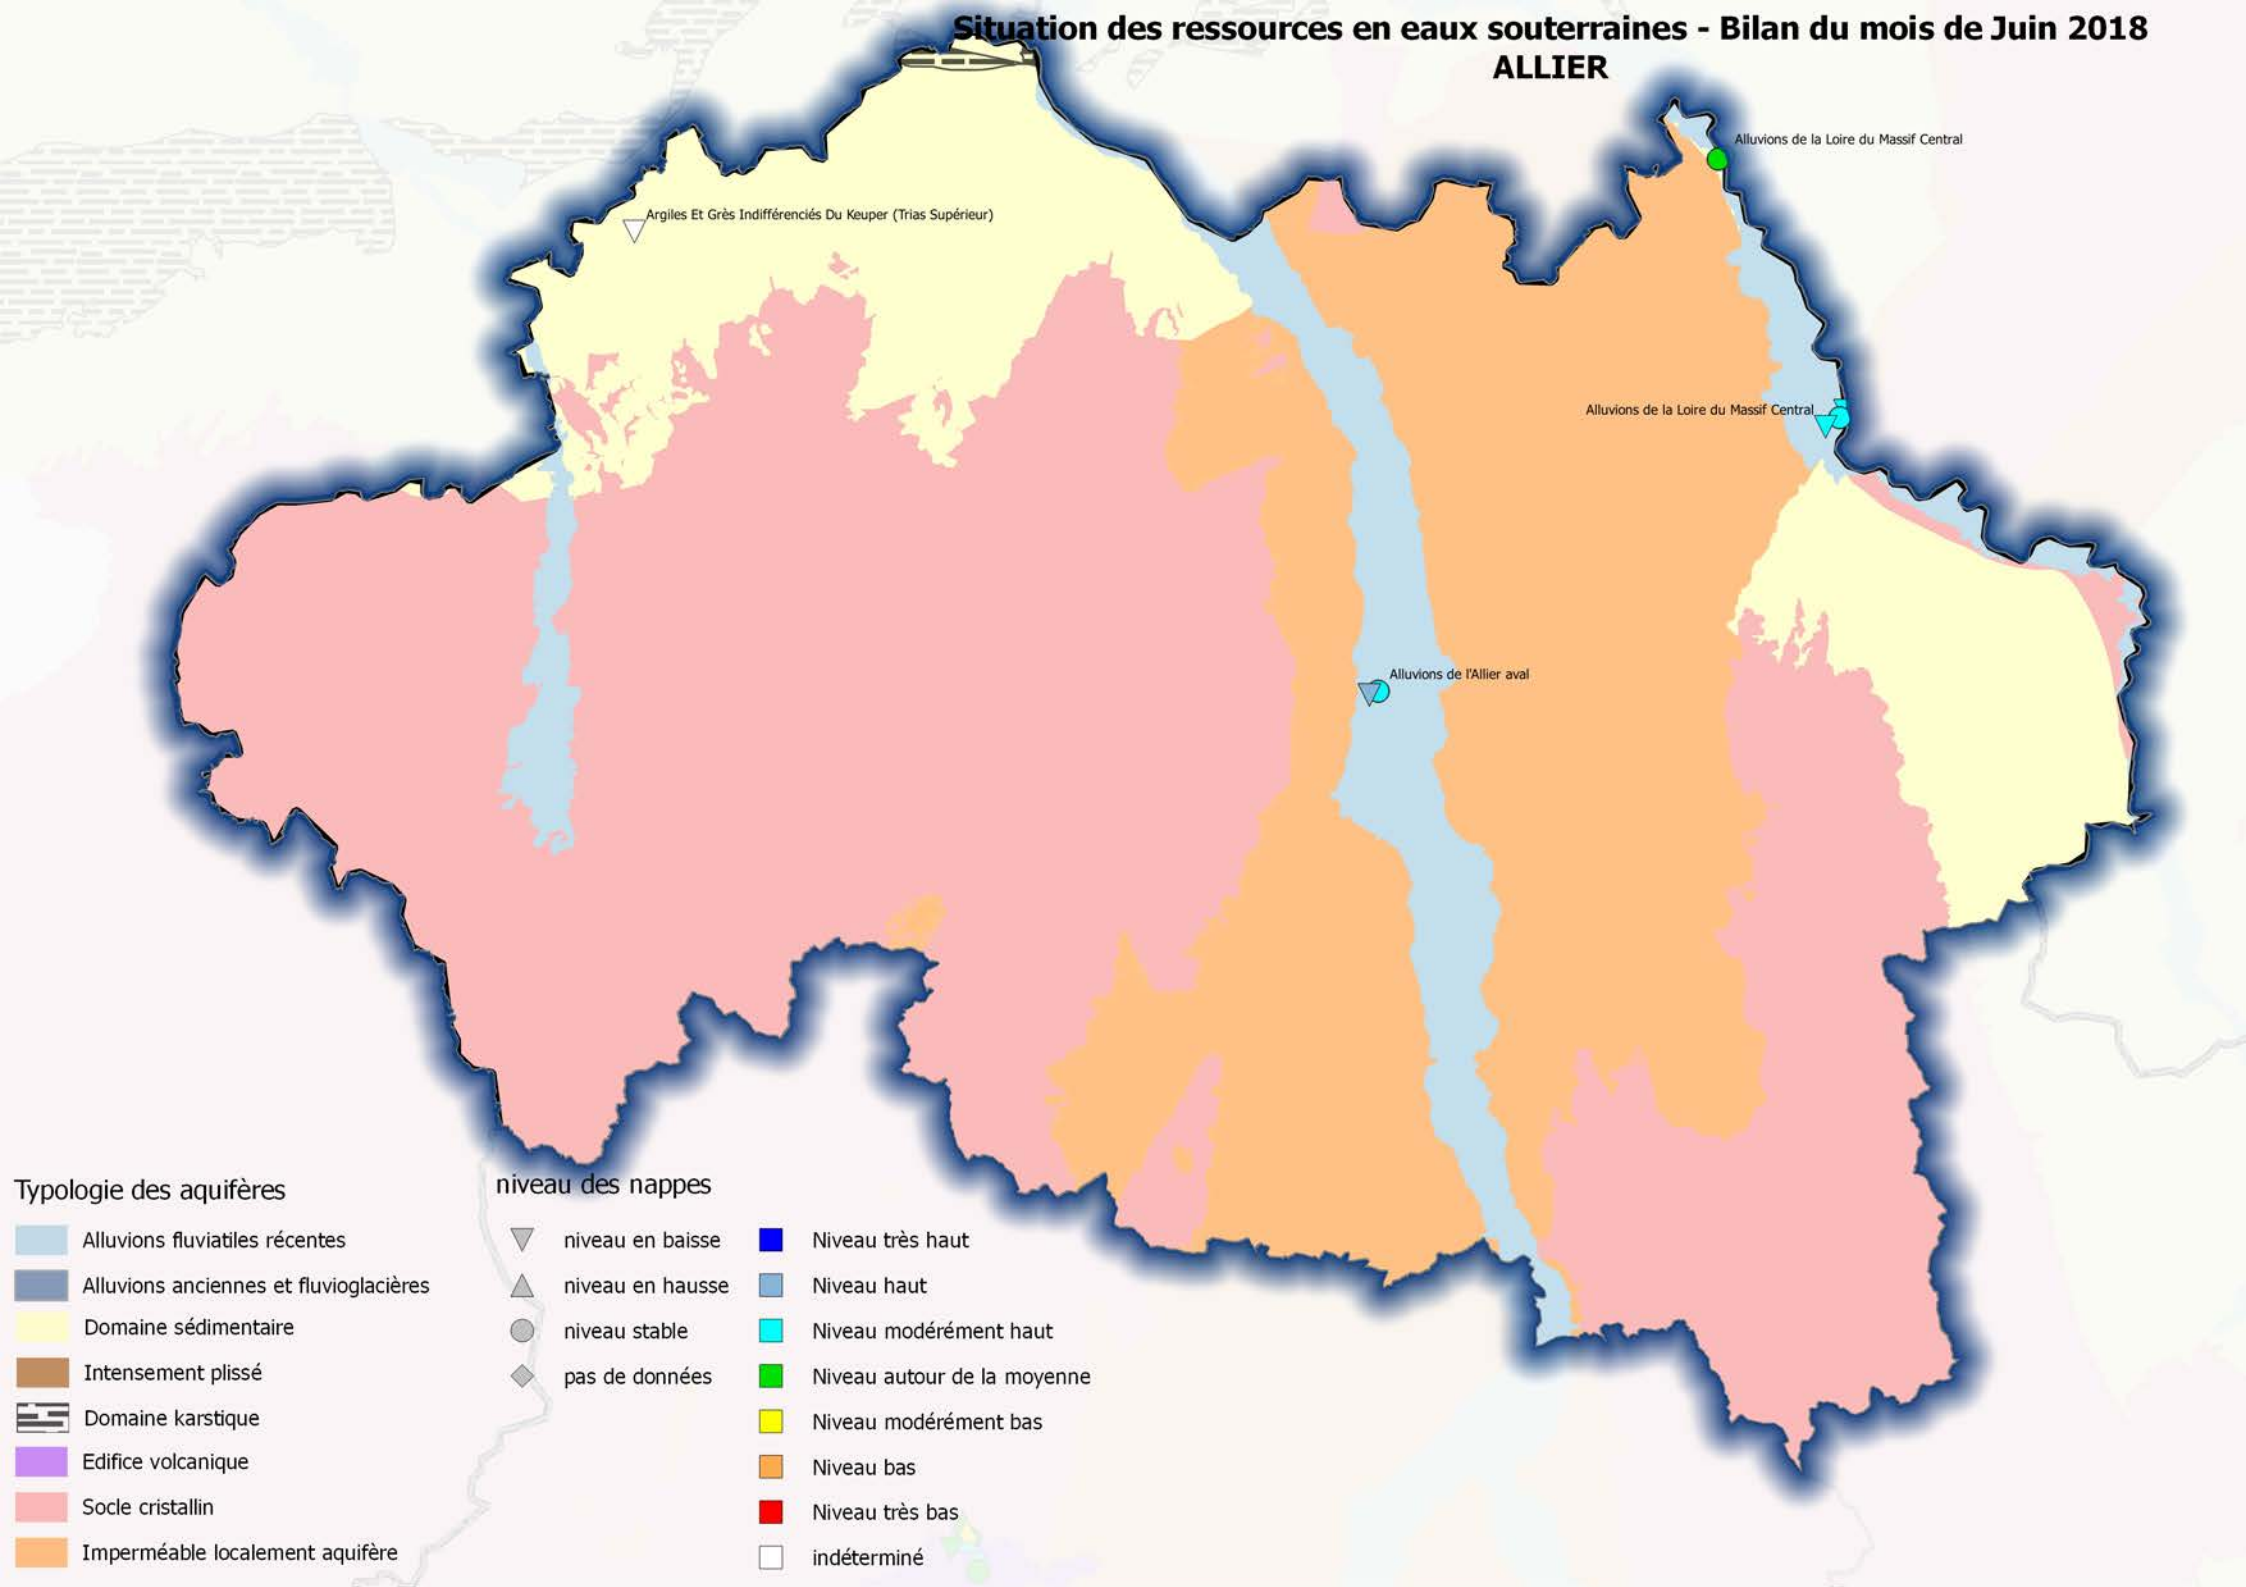 Situation des ressources en eaux souterraines - Bilan du mois de Juin 2018
ALLIER
Alluvions de la Loire du Massif Central
Argiles Et Grès Indifférenciés Du Keuper (Trias Supérieur)
Alluvions de la Loire du Massif Central
Alluvions de l'Allier aval
Typologie des aquifères
Alluvions fluviatiles récentes
Alluvions anciennes et fluvioglacières
Domaine sédimentaire
Intensement plissé
Domaine karstique
Edifice volcanique
Socle cristallin
Imperméable localement aquifère
niveau des nappes
niveau en baisse
niveau en hausse
niveau stable
pas de données
Niveau très haut
Niveau haut
Niveau modérément haut
Niveau autour de la moyenne
Niveau modérément bas
Niveau bas
Niveau très bas
indéterminé